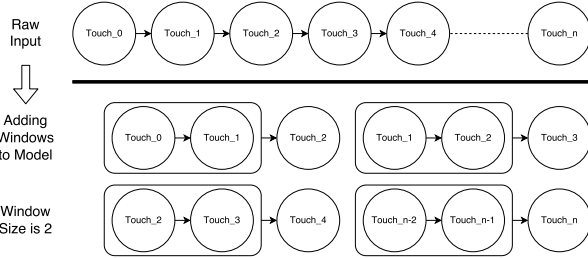 Raw
Input
Touch_0 Touch_1 Touch_2 Touch_3 Touch_4 Touch_n
Adding
Windows
to Model
Touch_0 Touch_1 Touch_2 Touch_1 Touch_2 Touch_3
Window
Size is 2
Touch_2 Touch_3 Touch_4 Touch_n-2 Touch_n-1 Touch_n